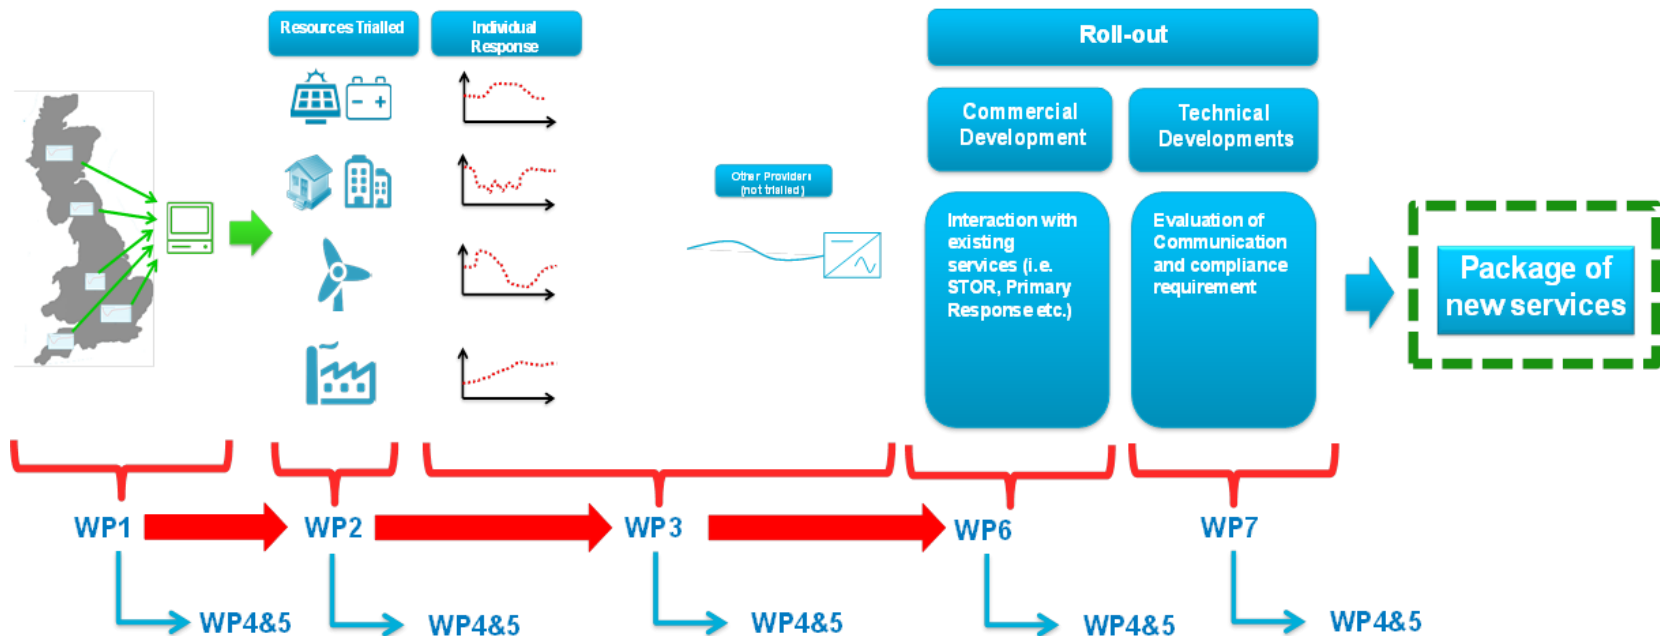 Resources Trialled
Individual
Response
Other Providers
(not trialled)
Roll-out
Commercial
Development
Technical
Developments
Interaction with
existing
services (i.e.
STOR, Primary
Response etc.)
Evaluation of
Communication
and compliance
requirement
Package of
new services
WP1
WP2
WP3
WP6
WP7
WP4&5
WP4&5
WP4&5
WP4&5
WP4&5